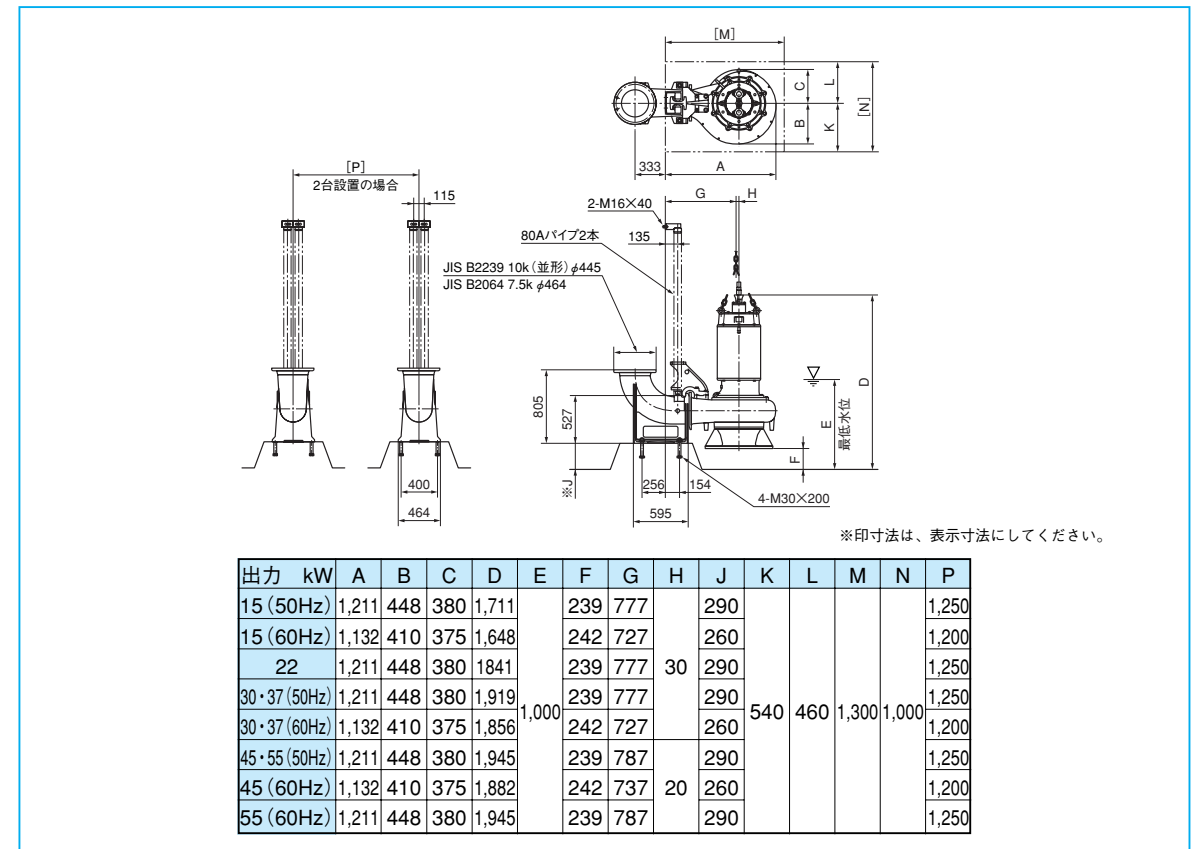 [M]
C
L
B
K
[N]
333
A
[P]
2台設置の場合
115
G
H
2-M16×40
80Aパイプ2本
135
JIS B2239 10k(並形)φ445
JIS B2064 7.5k φ464
805
527
D
E
最低水位
F
※J
400
464
256
154
595
4-M30×200
※印寸法は、表示寸法にしてください。
出力 kW A B C D E F G H J K L M N P
15(50Hz) 1,211 448 380 1,711 1,000 239 777 30 290 540 460 1,300 1,000 1,250
15(60Hz) 1,132 410 375 1,648 242 727 260 1,200
22 1,211 448 380 1841 239 777 290 1,250
30・37(50Hz) 1,211 448 380 1,919 239 777 290 1,250
30・37(60Hz) 1,132 410 375 1,856 242 727 260 1,200
45・55(50Hz) 1,211 448 380 1,945 239 787 20 290 1,250
45(60Hz) 1,132 410 375 1,882 242 737 260 1,200
55(60Hz) 1,211 448 380 1,945 239 787 290 1,250